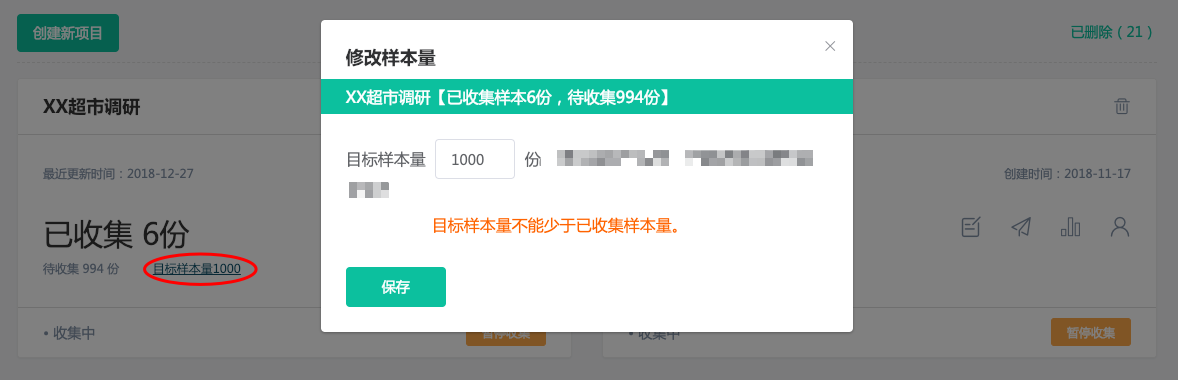 创建新项目
已删除（21）
XX超市调研
最近更新时间：2018-12-27
已收集 6份
待收集 994 份 目标样本量1000
• 收集中
暂停收集
修改样本量
×
XX超市调研【已收集样本6份，待收集994份】
目标样本量 1000 份
目标样本量不能少于已收集样本量。
保存
创建时间：2018-11-17
• 收集中
暂停收集